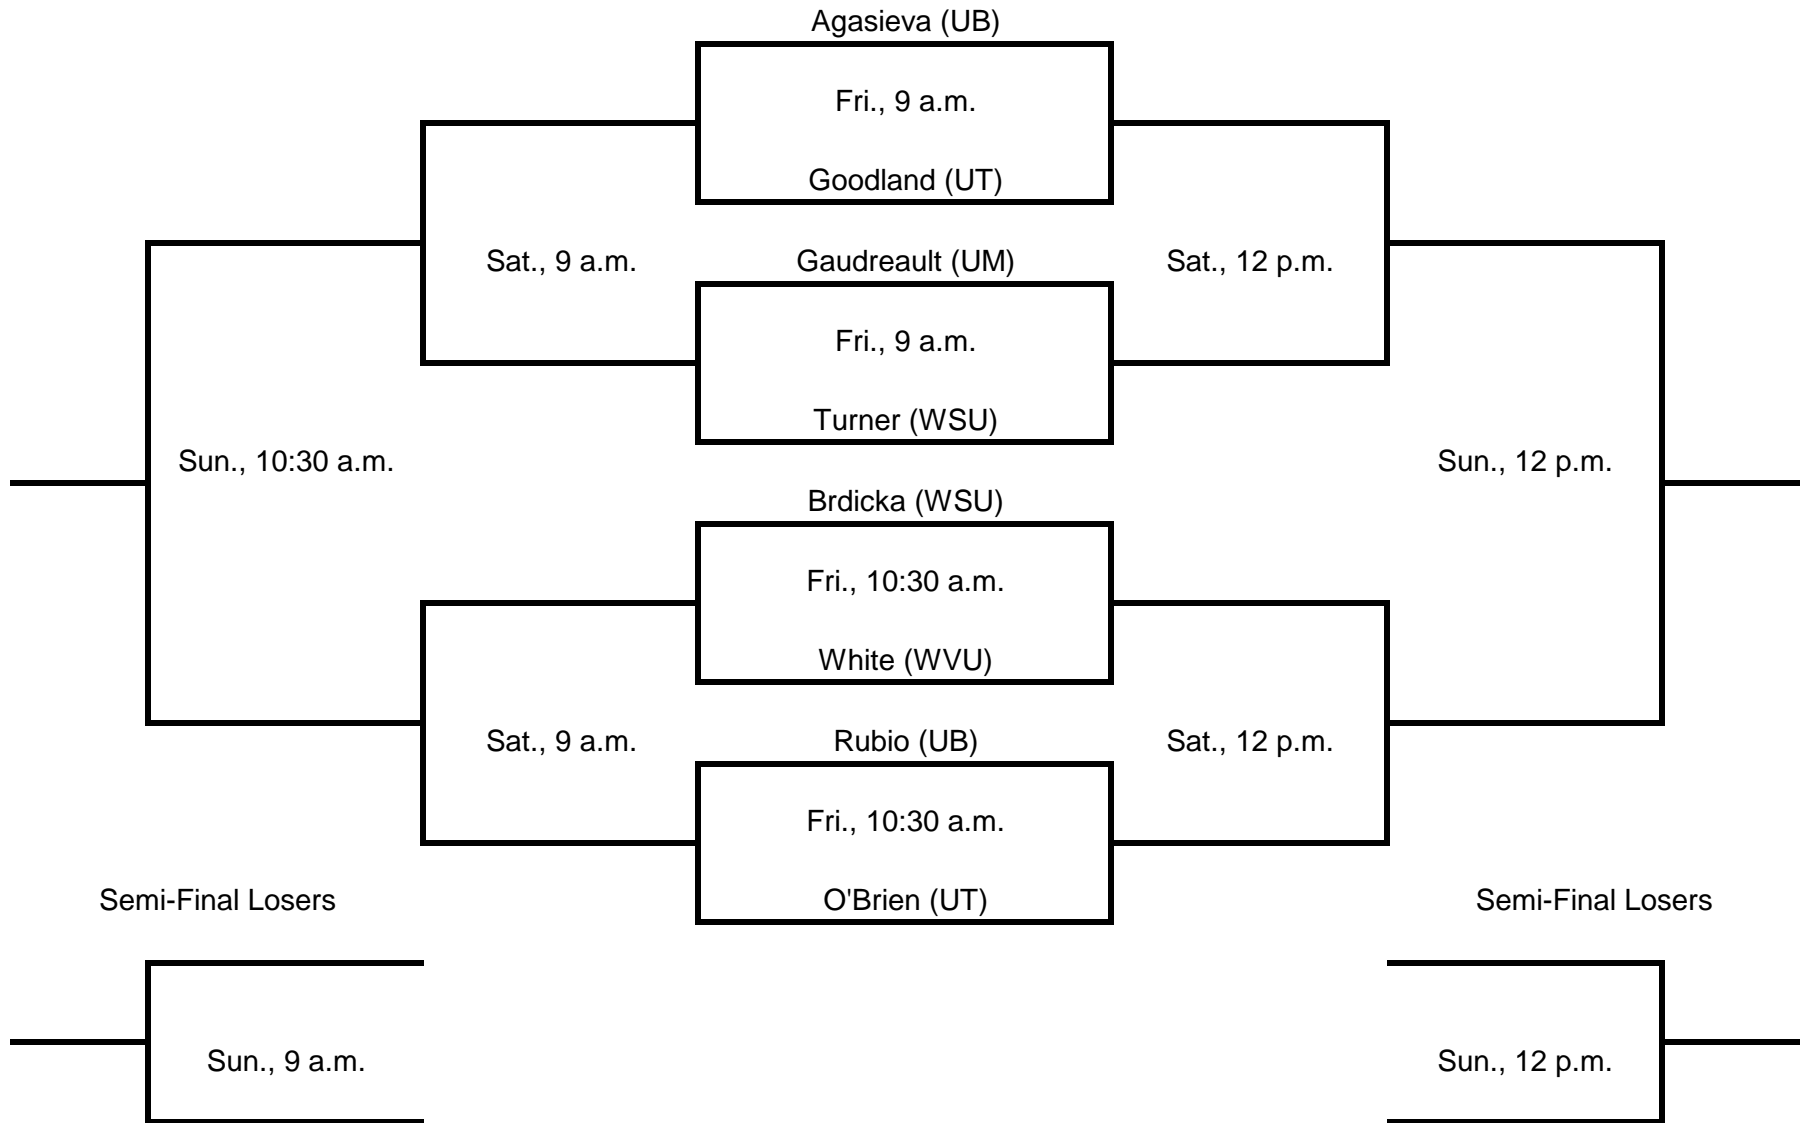 Agasieva (UB)
Fri., 9 a.m.
Goodland (UT)
Sat., 9 a.m.
Gaudreault (UM)
Sat., 12 p.m.
Fri., 9 a.m.
Turner (WSU)
Sun., 10:30 a.m.
Sun., 12 p.m.
Brdicka (WSU)
Fri., 10:30 a.m.
White (WVU)
Sat., 9 a.m.
Rubio (UB)
Sat., 12 p.m.
Fri., 10:30 a.m.
Semi-Final Losers
O'Brien (UT)
Semi-Final Losers
Sun., 9 a.m.
Sun., 12 p.m.